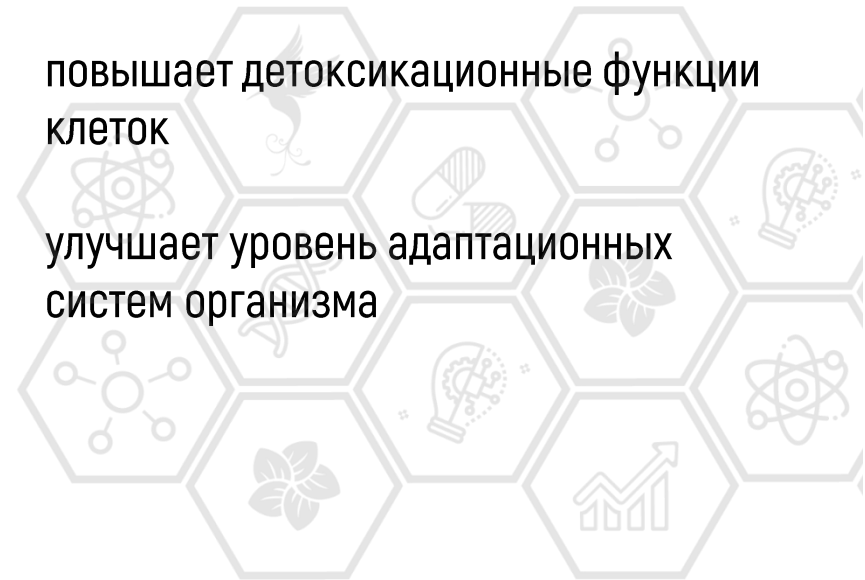 повышает детоксикационные функции
клеток
улучшает уровень адаптационных
систем организма